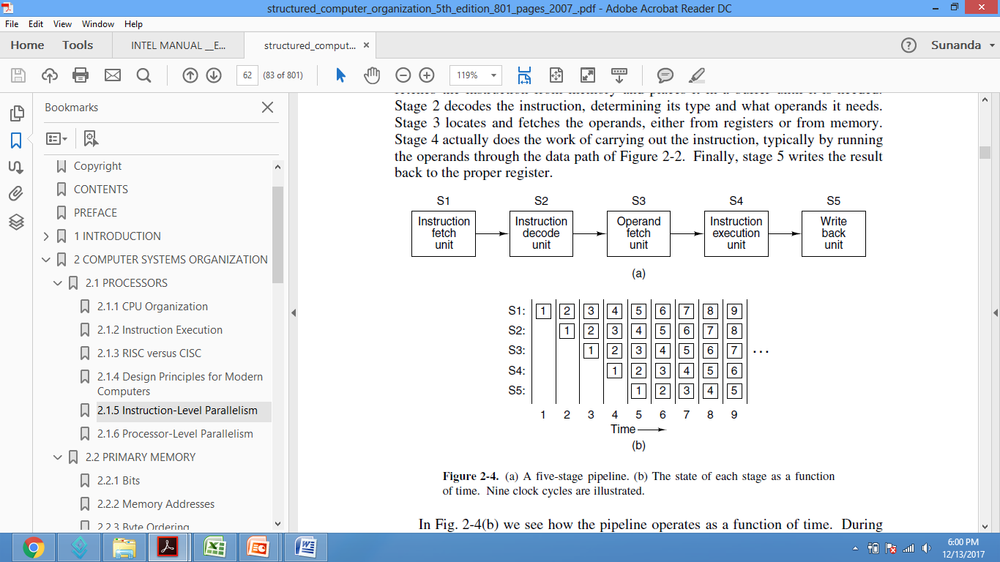 structured_computer_organization_5th_edition_801_pages_2007_.pdf - Adobe Acrobat Reader DC
File Edit View Window Help
Home Tools INTEL MANUAL __E... structured_comput... × ? Sunanda
62 (83 of 801) 119%
Bookmarks
Copyright
CONTENTS
PREFACE
1 INTRODUCTION
2 COMPUTER SYSTEMS ORGANIZATION
2.1 PROCESSORS
2.1.1 CPU Organization
2.1.2 Instruction Execution
2.1.3 RISC versus CISC
2.1.4 Design Principles for Modern
Computers
2.1.5 Instruction-Level Parallelism
2.1.6 Processor-Level Parallelism
2.2 PRIMARY MEMORY
2.2.1 Bits
2.2.2 Memory Addresses
2.2.3 Byte Ordering
fetches the instruction from memory and places it in a buffer until it is needed.
Stage 2 decodes the instruction, determining its type and what operands it needs.
Stage 3 locates and fetches the operands, either from registers or from memory.
Stage 4 actually does the work of carrying out the instruction, typically by running
the operands through the data path of Figure 2-2. Finally, stage 5 writes the result
back to the proper register.
S1 S2 S3 S4 S5
Instruction Instruction Operand Instruction Write
fetch decode fetch execution back
unit unit unit unit unit
(a)
S1: 1 2 3 4 5 6 7 8 9
S2: 1 2 3 4 5 6 7 8
S3: 1 2 3 4 5 6 7 ...
S4: 1 2 3 4 5 6
S5: 1 2 3 4 5
1 2 3 4 5 6 7 8 9
Time
(b)
Figure 2-4. (a) A five-stage pipeline. (b) The state of each stage as a function
of time. Nine clock cycles are illustrated.
In Fig. 2-4(b) we see how the pipeline operates as a function of time. During
6:00 PM
12/13/2017